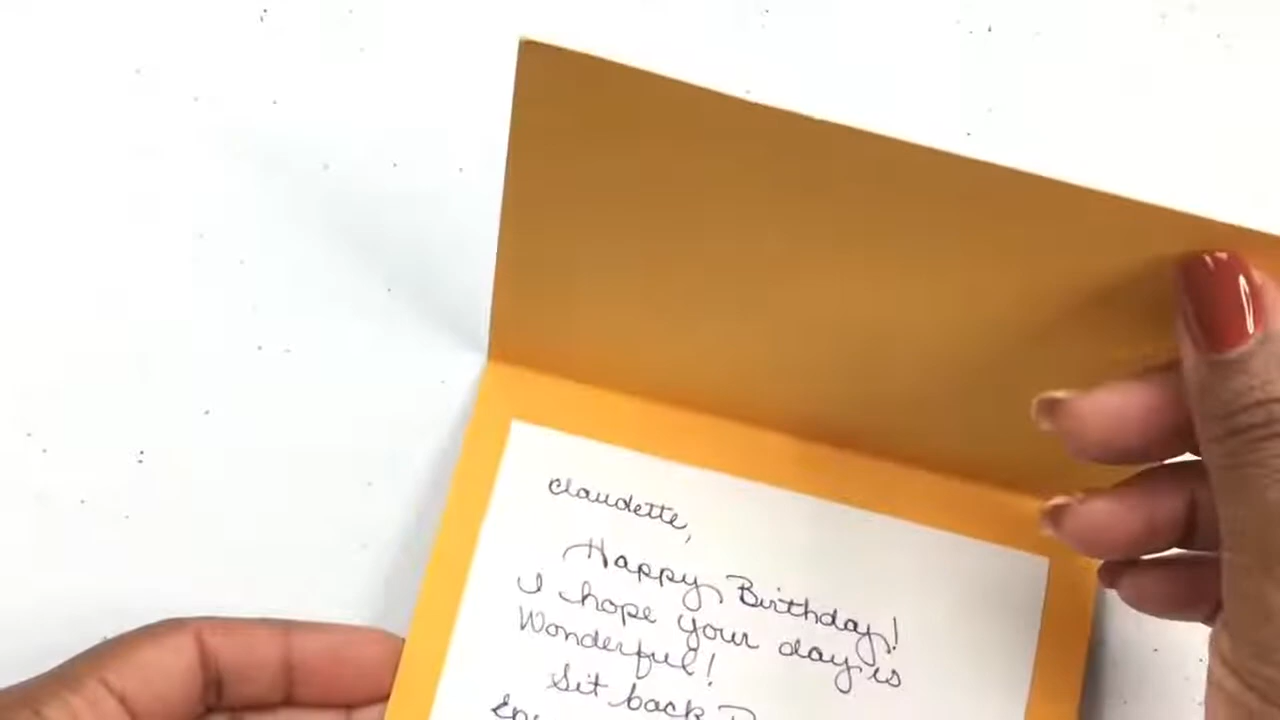 claudette,
Happy Birthday!
I hope your day is
Wonderful!
Sit back